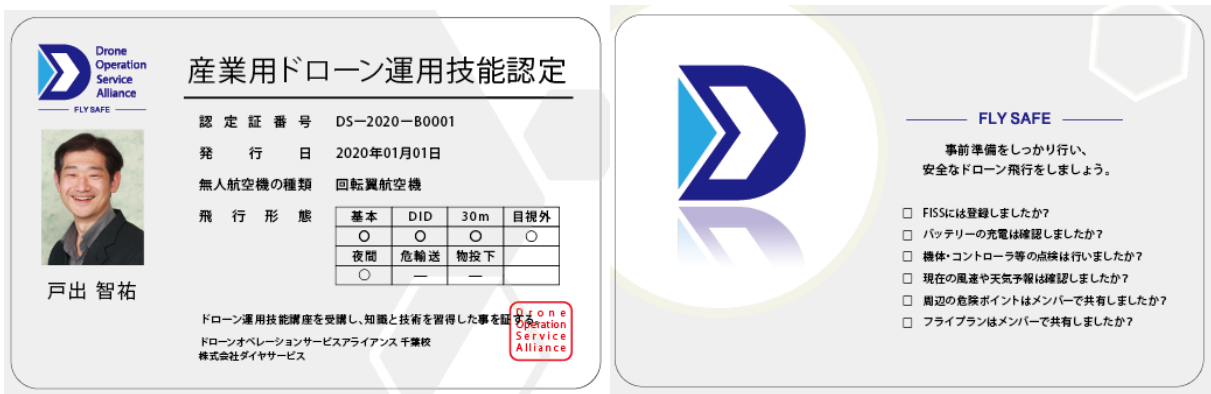 Drone
Operation
Service
Alliance
FLY SAFE
産業用ドローン運用技能認定
認定証番号 DSー2020ーB0001
発行日 2020年01月01日
無人航空機の種類 回転翼航空機
飛行形態
基本 DID 30m 目視外
○ ○ ○ ○
夜間 危輸送 物投下
○ ― ―
戸出 智祐
ドローン運用技能講座を受講し、知識と技術を習得した事を証する。
ドローンオペレーションサービスアライアンス 千葉校
株式会社ダイヤサービス
Drone
Operation
Service
Alliance
FLY SAFE
事前準備をしっかり行い、
安全なドローン飛行をしましょう。
□ FISSには登録しましたか?
□ バッテリーの充電は確認しましたか?
□ 機体・コントローラ等の点検は行いましたか?
□ 現在の風速や天気予報は確認しましたか?
□ 周辺の危険ポイントはメンバーで共有しましたか?
□ フライプランはメンバーで共有しましたか?